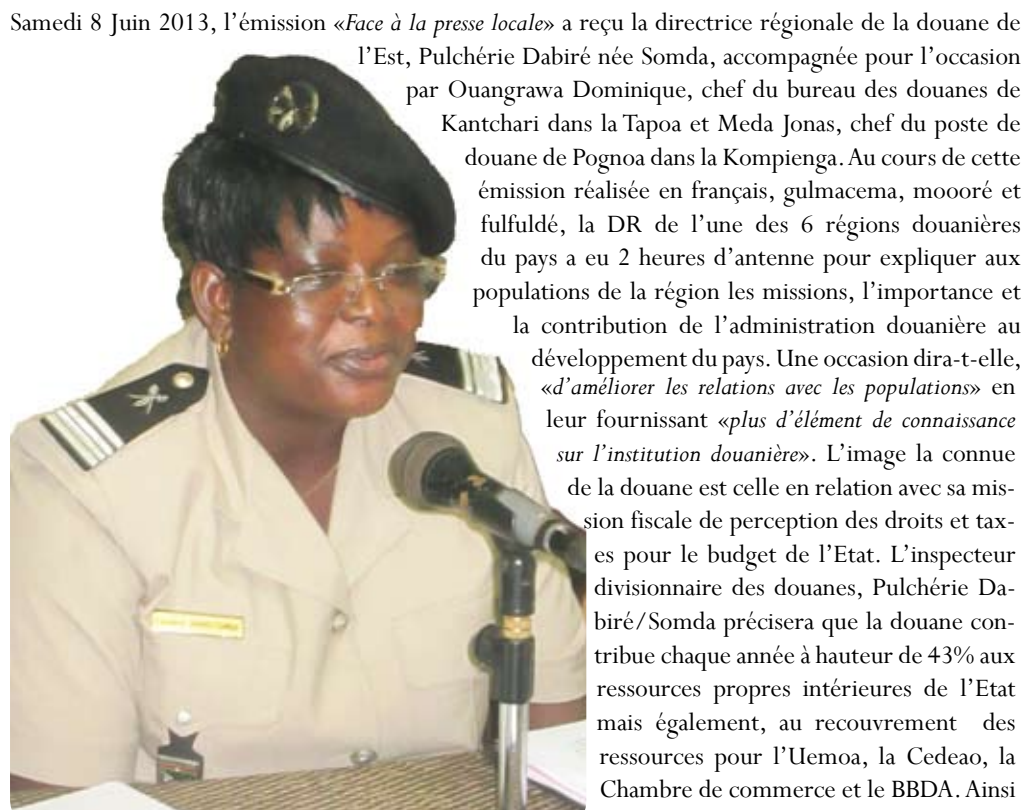 Samedi 8 Juin 2013, l’émission «Face à la presse locale» a reçu la directrice régionale de la douane de
l’Est, Pulchérie Dabiré née Somda, accompagnée pour l’occasion
par Ouangrawa Dominique, chef du bureau des douanes de
Kantchari dans la Tapoa et Meda Jonas, chef du poste de
douane de Pognoa dans la Kompienga. Au cours de cette
émission réalisée en français, gulmacema, moooré et
fulfuldé, la DR de l’une des 6 régions douanières
du pays a eu 2 heures d’antenne pour expliquer aux
populations de la région les missions, l’importance et
la contribution de l’administration douanière au
développement du pays. Une occasion dira-t-elle,
«d’améliorer les relations avec les populations» en
leur fournissant «plus d’élément de connaissance
sur l’institution douanière». L’image la connue
de la douane est celle en relation avec sa mis-
sion fiscale de perception des droits et tax-
es pour le budget de l’Etat. L’inspecteur
divisionnaire des douanes, Pulchérie Da-
biré/Somda précisera que la douane con-
tribue chaque année à hauteur de 43% aux
ressources propres intérieures de l’Etat
mais également, au recouvrement des
ressources pour l’Uemoa, la Cedeao, la
Chambre de commerce et le BBDA. Ainsi